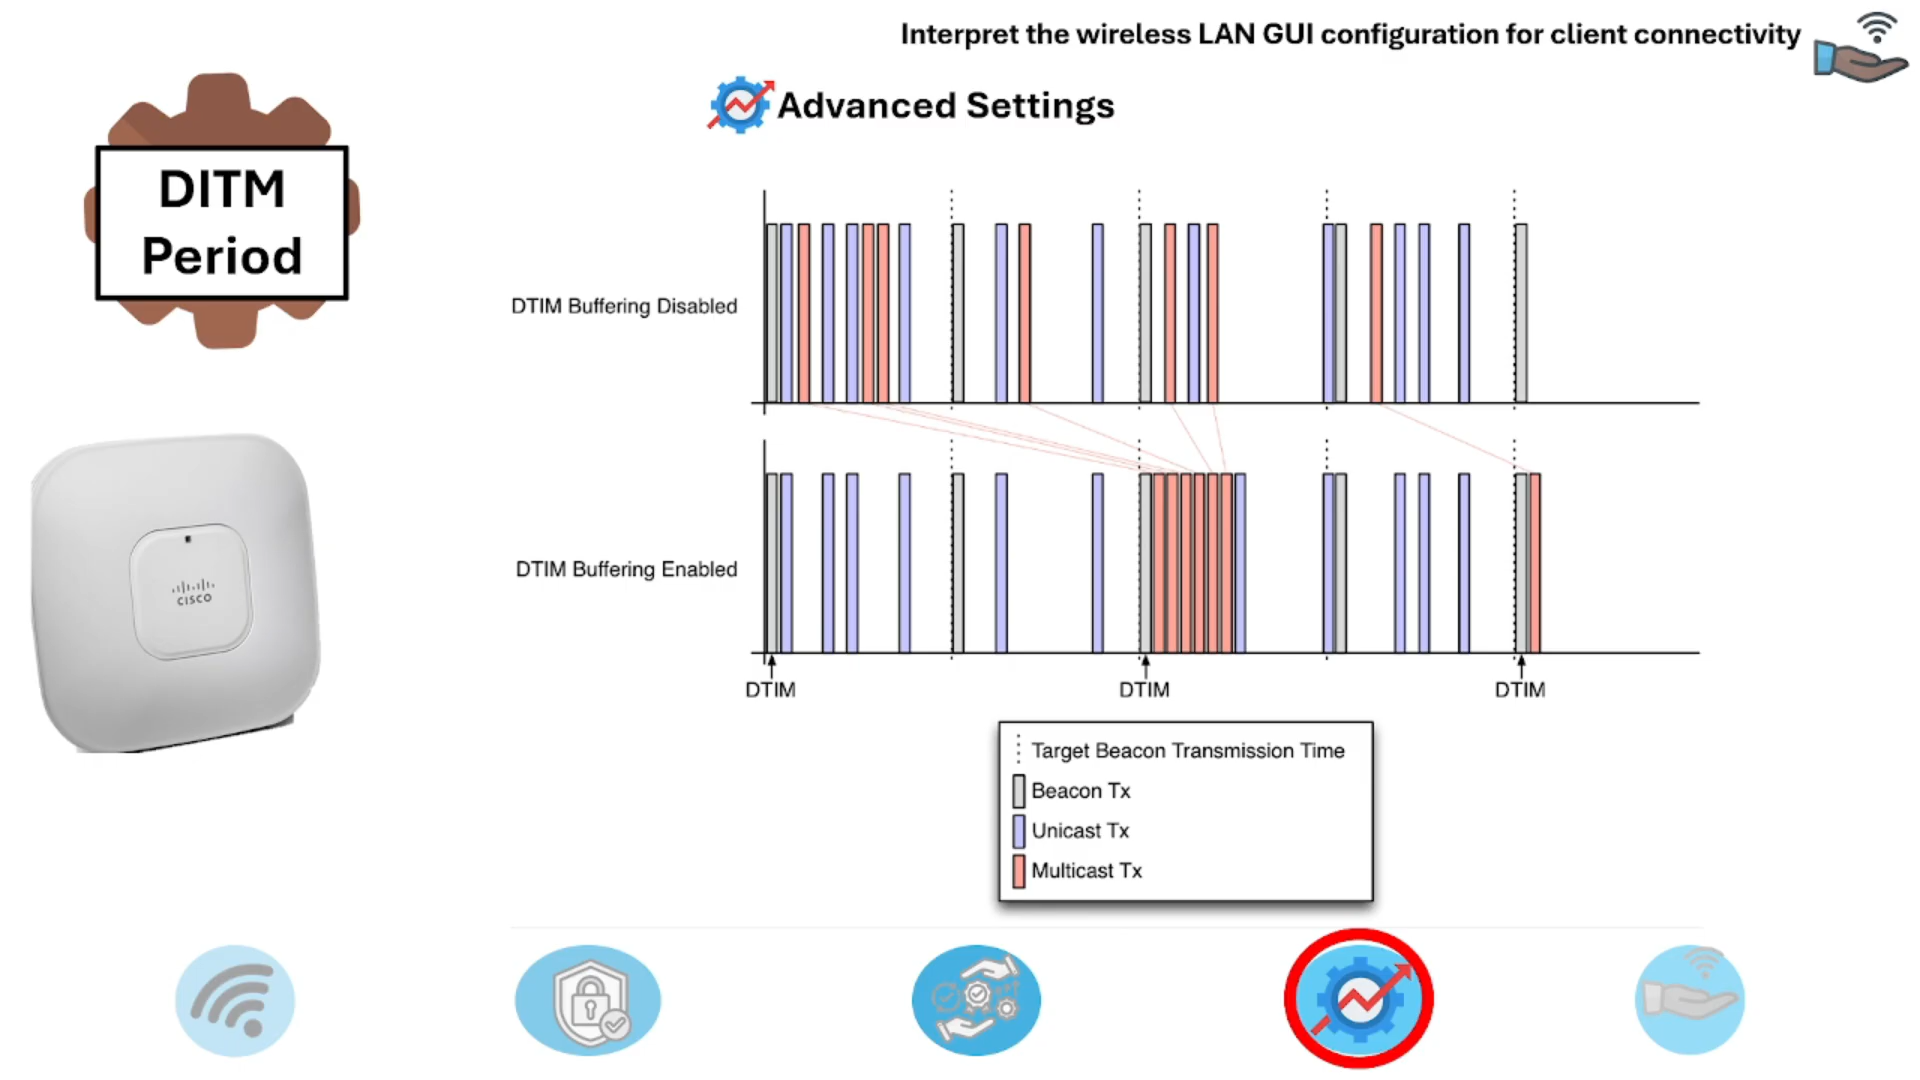 Interpret the wireless LAN GUI configuration for client connectivity
Advanced Settings
DITM
Period
DTIM Buffering Disabled
DTIM Buffering Enabled
DTIM
DTIM
DTIM
CISCO
Target Beacon Transmission Time
Beacon Tx
Unicast Tx
Multicast Tx